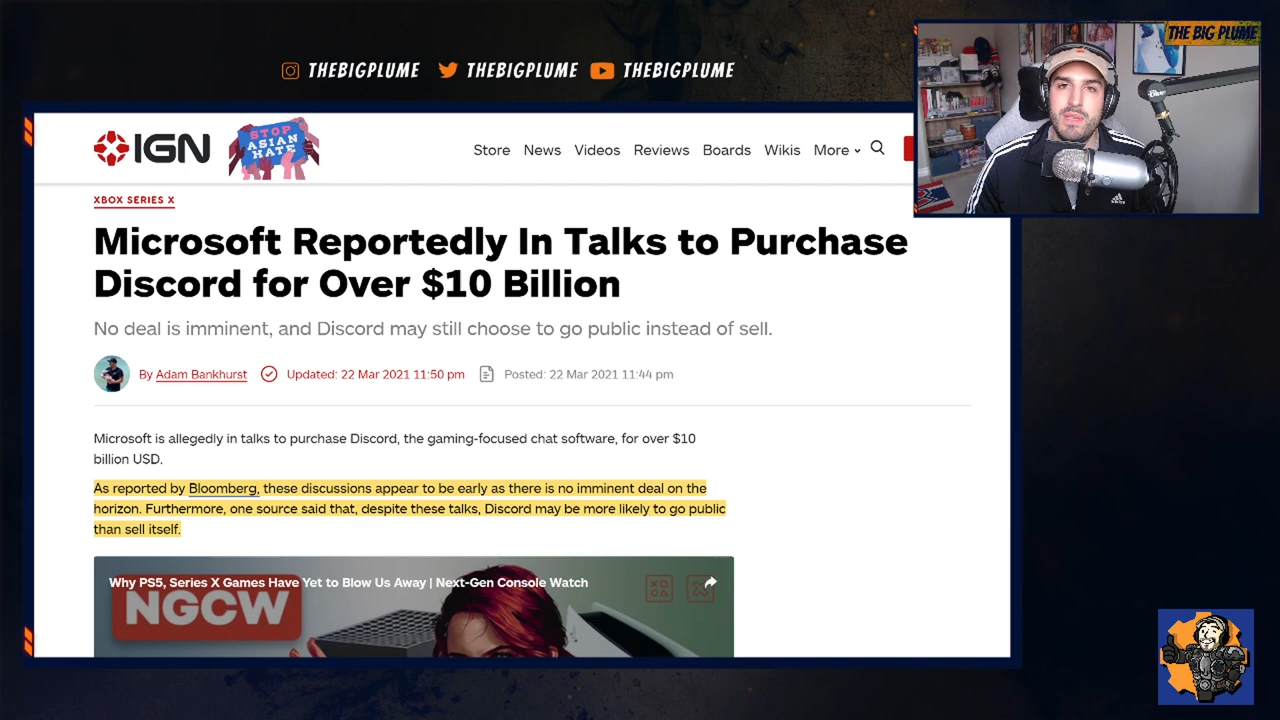 THEBIGPLUME THEBIGPLUME THEBIGPLUME
THE BIG PLUME
IGN
STOP
ASIAN
HATE
Store News Videos Reviews Boards Wikis More
XBOX SERIES X
Microsoft Reportedly In Talks to Purchase
Discord for Over $10 Billion
No deal is imminent, and Discord may still choose to go public instead of sell.
By Adam Bankhurst Updated: 22 Mar 2021 11:50 pm Posted: 22 Mar 2021 11:44 pm
Microsoft is allegedly in talks to purchase Discord, the gaming-focused chat software, for over $10
billion USD.
As reported by Bloomberg, these discussions appear to be early as there is no imminent deal on the
horizon. Furthermore, one source said that, despite these talks, Discord may be more likely to go public
than sell itself.
Why PS5, Series X Games Have Yet to Blow Us Away | Next-Gen Console Watch
NGCW
adidas